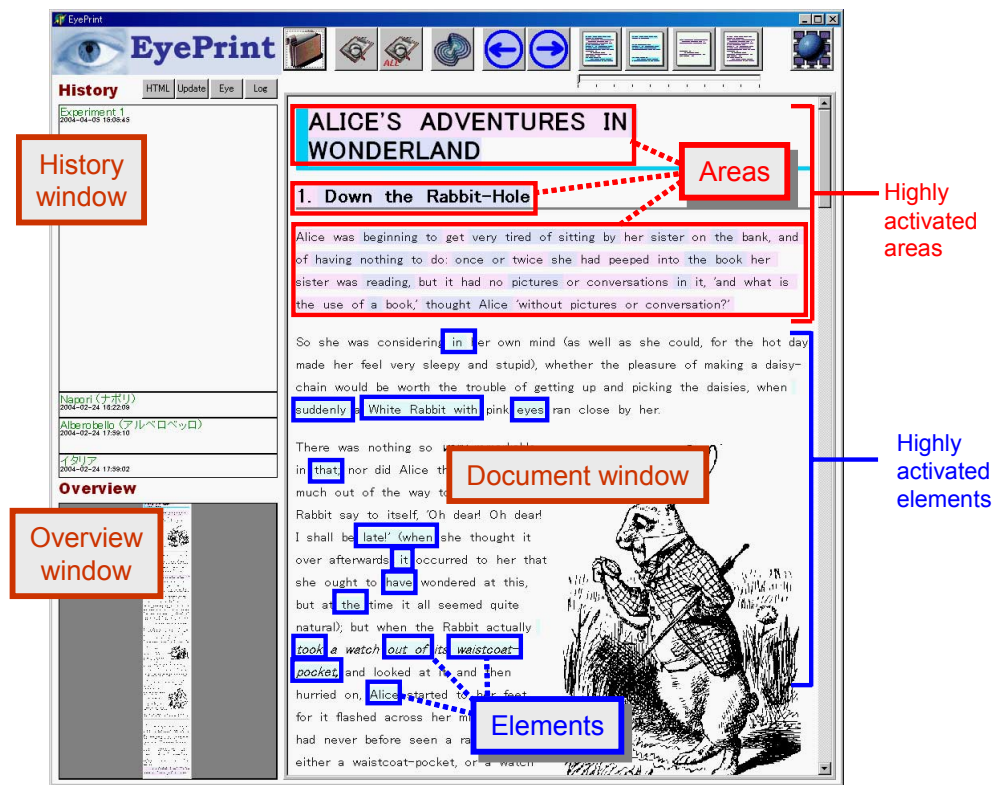 EyePrint
EyePrint
ALL
History
HTML Update Eye Log
Experiment 1
2004-04-09 16:06:45
History
window
Napori (ナポリ)
2004-02-24 16:22:09
Alberobello (アルベロベッロ)
2004-02-24 17:59:10
イタリア
2004-02-24 17:59:02
Overview
Overview
window
ALICE'S ADVENTURES IN
WONDERLAND
Areas
1. Down the Rabbit-Hole
Alice was beginning to get very tired of sitting by her sister on the bank, and
of having nothing to do: once or twice she had peeped into the book her
sister was reading, but it had no pictures or conversations in it, 'and what is
the use of a book,' thought Alice 'without pictures or conversation?'
So she was considering in her own mind (as well as she could, for the hot day
made her feel very sleepy and stupid), whether the pleasure of making a daisy-
chain would be worth the trouble of getting up and picking the daisies, when
suddenly a White Rabbit with pink eyes ran close by her.
There was nothing so
in that; nor did Alice
Document window
much out of the way
Rabbit say to itself, 'Oh dear! Oh dear!
I shall be late!' (when she thought it
over afterwards it occurred to her that
she ought to have wondered at this,
but at the time it all seemed quite
natural); but when the Rabbit actually
took a watch out of its waistcoat-
pocket, and looked at it, and then
hurried on, Alice started to her feet,
for it flashed across her
Elements
had never before seen a
either a waistcoat-pocket, or a watch
Highly
activated
areas
Highly
activated
elements